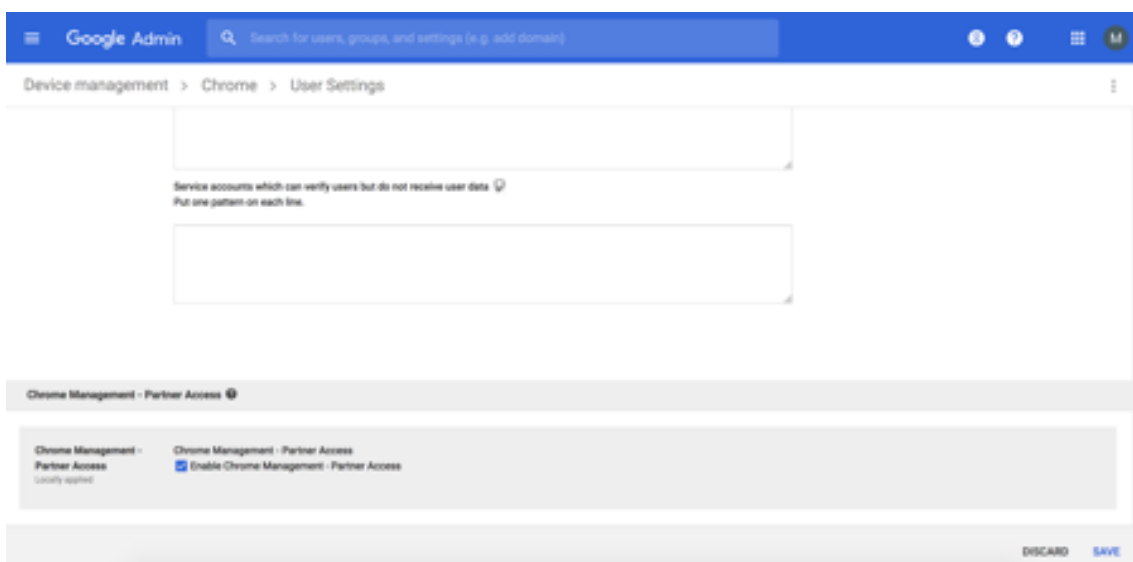 Google Admin
Search for users, groups, and settings (e.g. add domain)
M
Device management > Chrome > User Settings
Service accounts which can verify users but do not receive user data
Put one pattern on each line.
Chrome Management - Partner Access
Chrome Management - Partner Access
Locally applied
Chrome Management - Partner Access
Enable Chrome Management - Partner Access
DISCARD SAVE